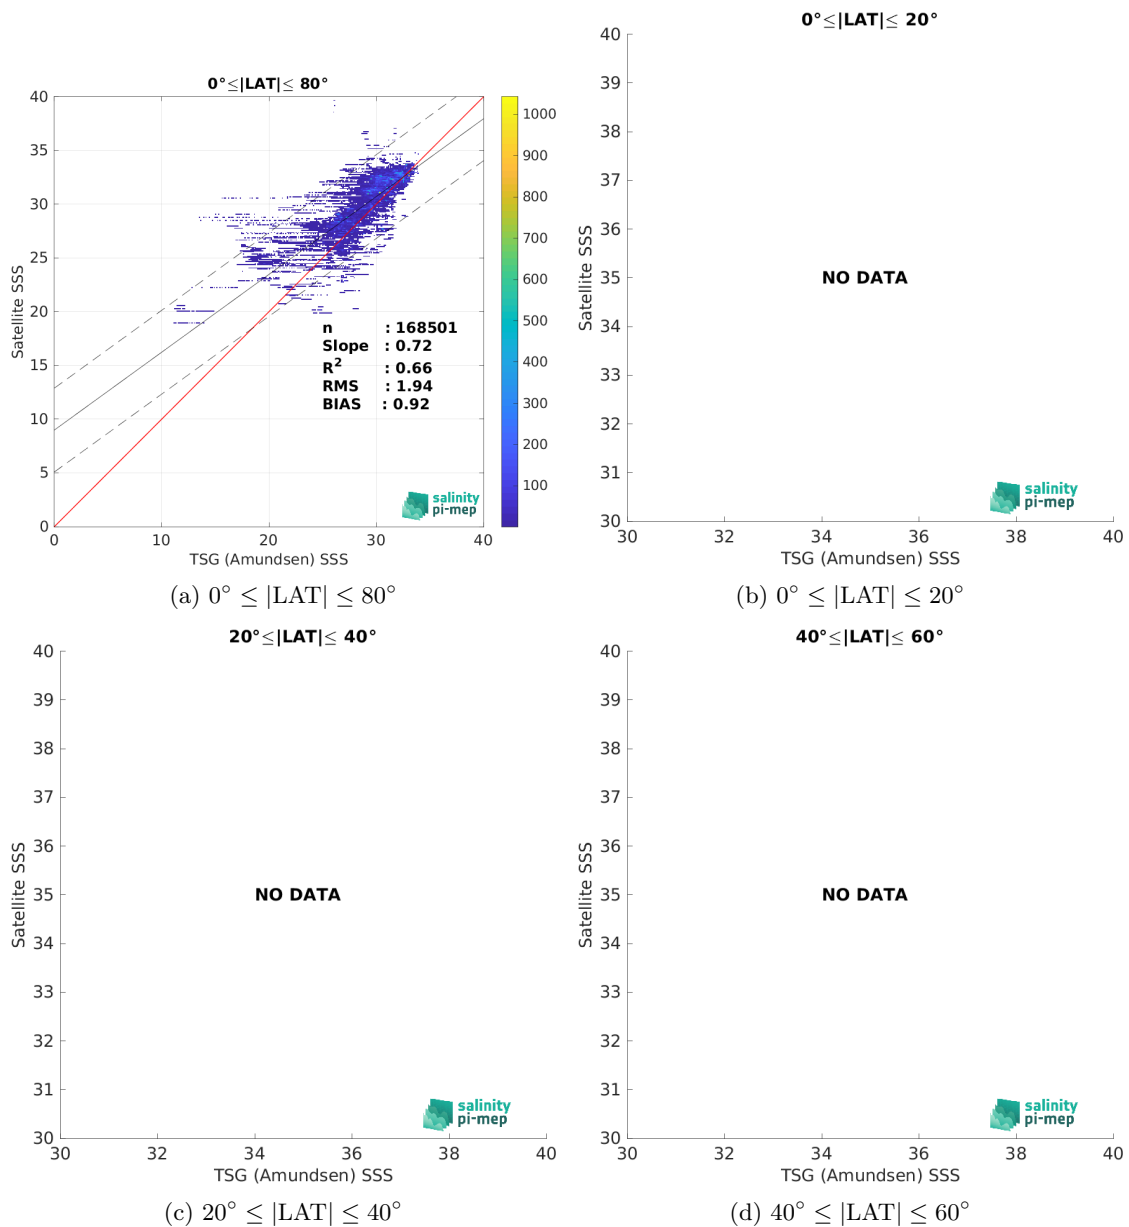 0°≤|LAT|≤ 80°
40
35
30
25
20
15
10
5
0
0 10 20 30 40
Satellite SSS
TSG (Amundsen) SSS
n : 168501
Slope : 0.72
R² : 0.66
RMS : 1.94
BIAS : 0.92
salinity
pi-mep
1000
900
800
700
600
500
400
300
200
100
(a) 0° ≤ |LAT| ≤ 80°
0°≤|LAT|≤ 20°
40
39
38
37
36
35
34
33
32
31
30
30 32 34 36 38 40
Satellite SSS
NO DATA
salinity
pi-mep
TSG (Amundsen) SSS
(b) 0° ≤ |LAT| ≤ 20°
20°≤|LAT|≤ 40°
40
39
38
37
36
35
34
33
32
31
30
30 32 34 36 38 40
Satellite SSS
NO DATA
salinity
pi-mep
TSG (Amundsen) SSS
(c) 20° ≤ |LAT| ≤ 40°
40°≤|LAT|≤ 60°
40
39
38
37
36
35
34
33
32
31
30
30 32 34 36 38 40
Satellite SSS
NO DATA
salinity
pi-mep
TSG (Amundsen) SSS
(d) 40° ≤ |LAT| ≤ 60°